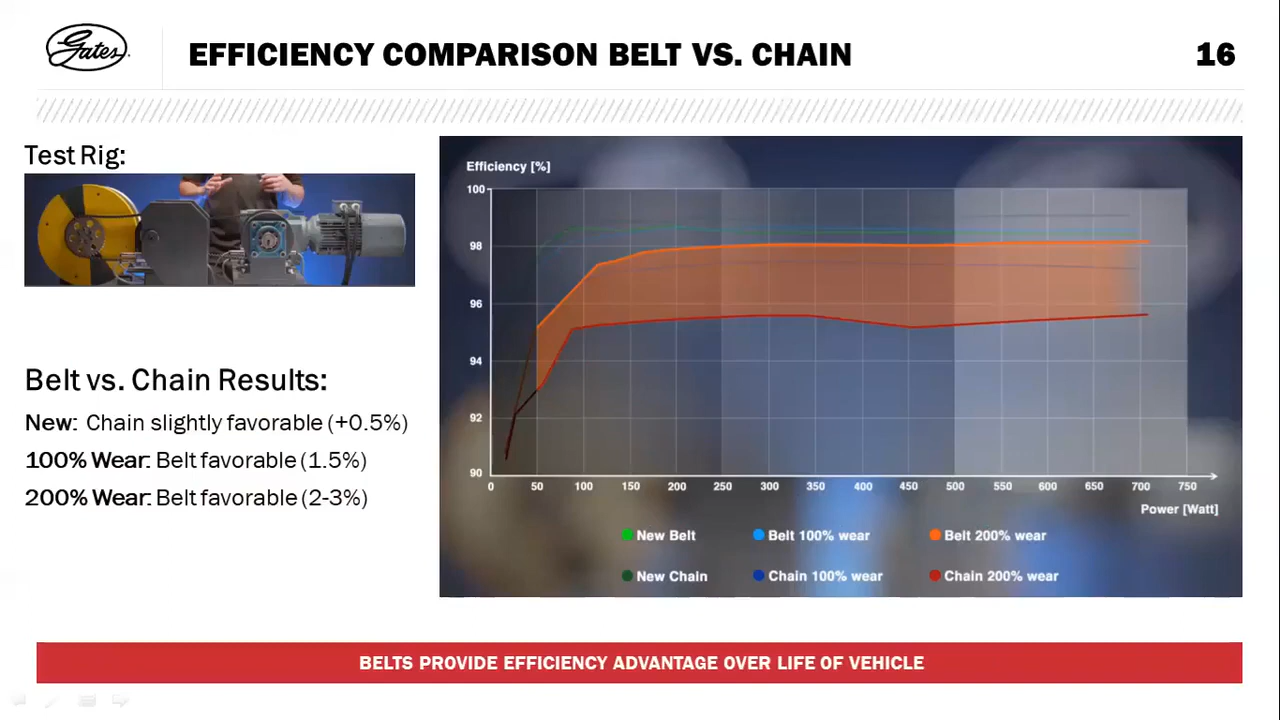 Gates
EFFICIENCY COMPARISON BELT VS. CHAIN
16
Test Rig:
Belt vs. Chain Results:
New: Chain slightly favorable (+0.5%)
100% Wear: Belt favorable (1.5%)
200% Wear: Belt favorable (2-3%)
Efficiency [%]
100
98
96
94
92
90
0 50 100 150 200 250 300 350 400 450 500 550 600 650 700 750
Power [Watt]
New Belt Belt 100% wear Belt 200% wear
New Chain Chain 100% wear Chain 200% wear
BELTS PROVIDE EFFICIENCY ADVANTAGE OVER LIFE OF VEHICLE